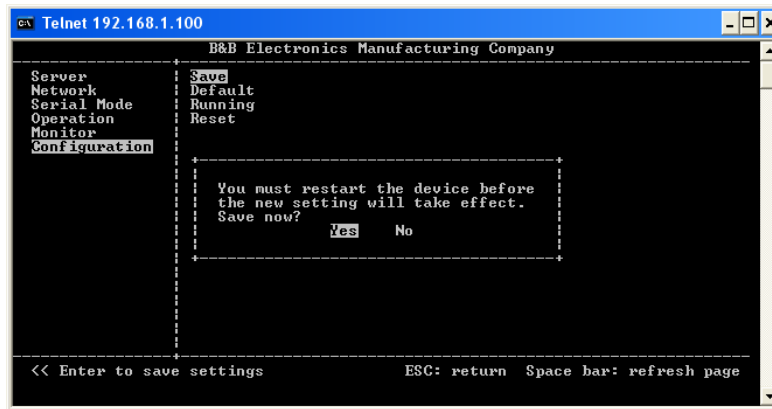 Telnet 192.168.1.100
B&B Electronics Manufacturing Company
Server
Network
Serial Mode
Operation
Monitor
Configuration
Save
Default
Running
Reset
You must restart the device before
the new setting will take effect.
Save now?
Yes No
<< Enter to save settings ESC: return Space bar: refresh page